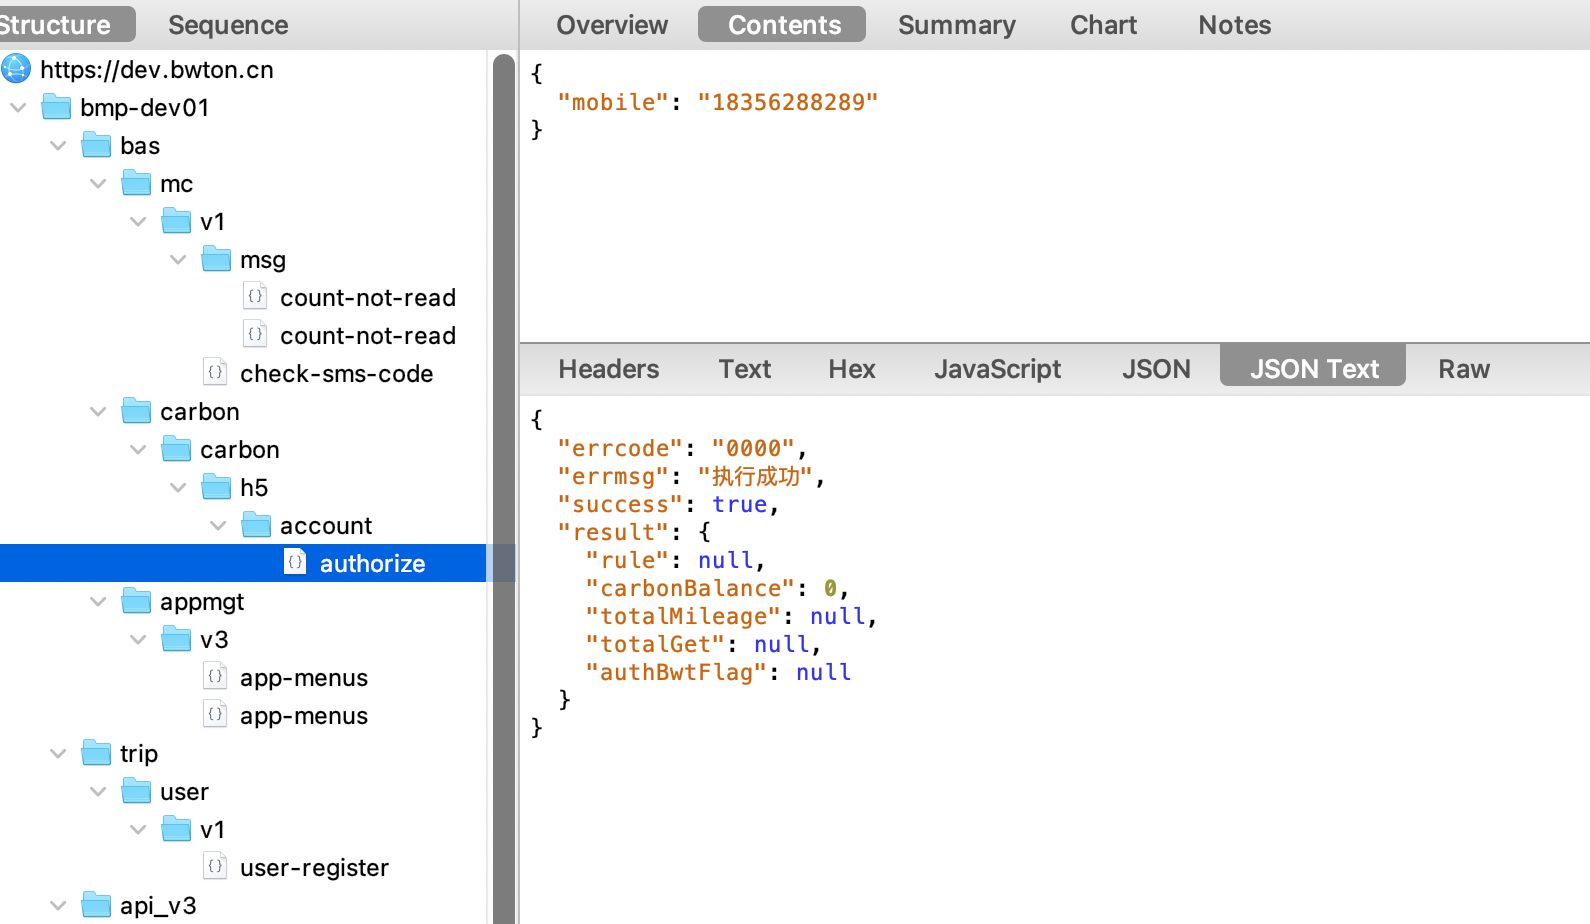 Structure
Sequence
https://dev.bwton.cn
bmp-dev01
bas
mc
v1
msg
count-not-read
count-not-read
check-sms-code
carbon
carbon
h5
account
authorize
appmgt
v3
app-menus
app-menus
trip
user
v1
user-register
api_v3
Overview
Contents
Summary
Chart
Notes
{
"mobile": "18356288289"
}
Headers
Text
Hex
JavaScript
JSON
JSON Text
Raw
{
"errcode": "0000",
"errmsg": "执行成功",
"success": true,
"result": {
"rule": null,
"carbonBalance": 0,
"totalMileage": null,
"totalGet": null,
"authBwtFlag": null
}
}